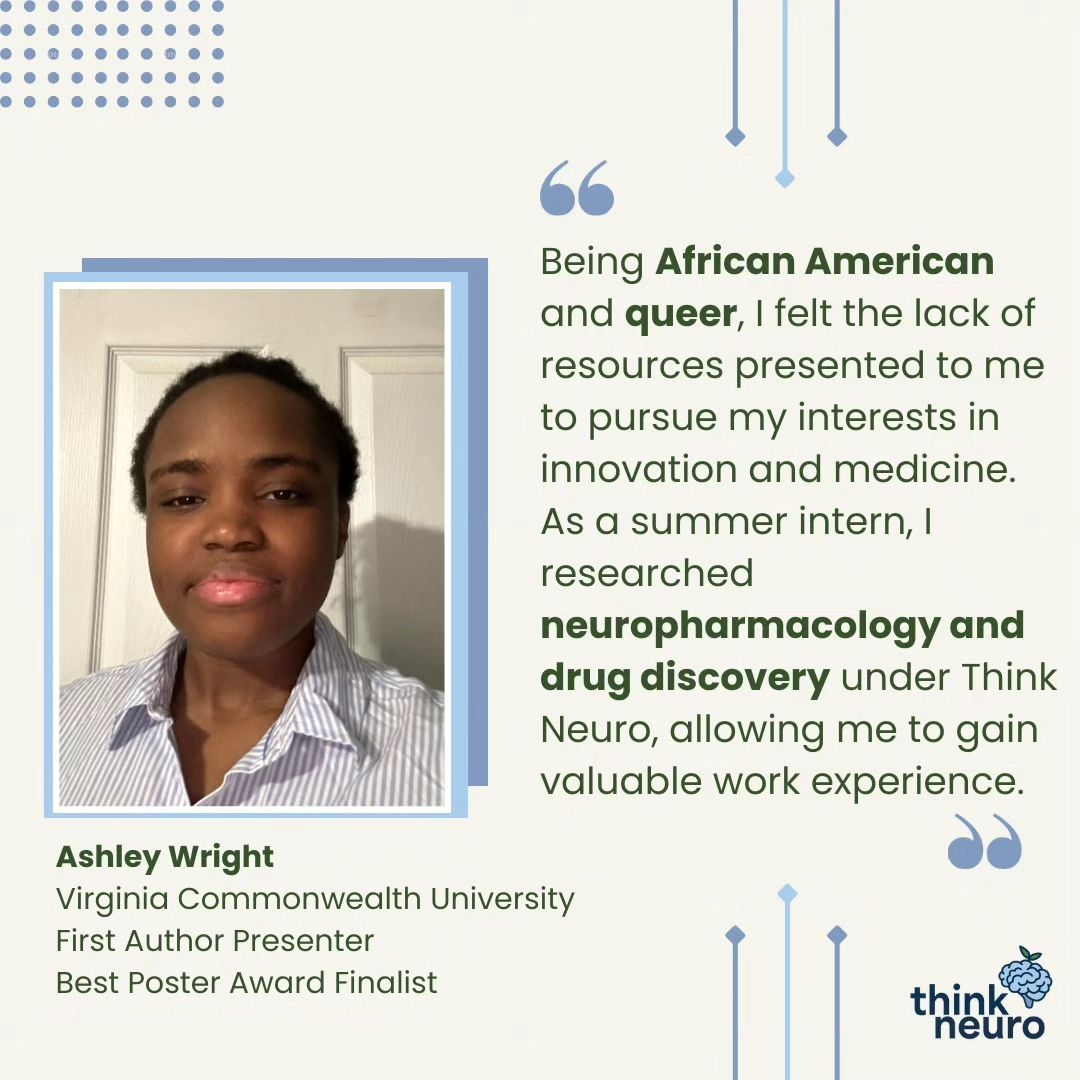 “
Being African American
and queer, I felt the lack of
resources presented to me
to pursue my interests in
innovation and medicine.
As a summer intern, I
researched
neuropharmacology and
drug discovery under Think
Neuro, allowing me to gain
valuable work experience.
”
Ashley Wright
Virginia Commonwealth University
First Author Presenter
Best Poster Award Finalist
think
neuro